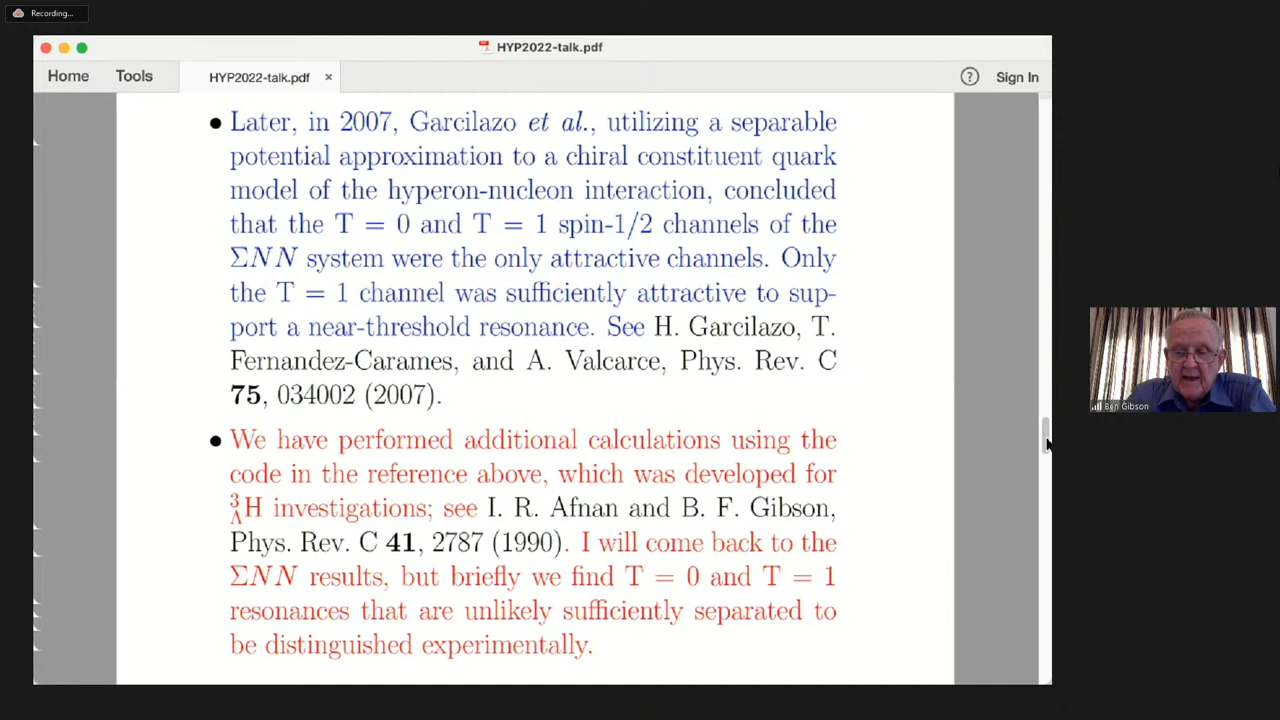 Recording...
HYP2022-talk.pdf
Home Tools HYP2022-talk.pdf × ? Sign In
• Later, in 2007, Garcilazo et al., utilizing a separable
potential approximation to a chiral constituent quark
model of the hyperon-nucleon interaction, concluded
that the T = 0 and T = 1 spin-1/2 channels of the
ΣNN system were the only attractive channels. Only
the T = 1 channel was sufficiently attractive to sup-
port a near-threshold resonance. See H. Garcilazo, T.
Fernandez-Carames, and A. Valcarce, Phys. Rev. C
75, 034002 (2007).
• We have performed additional calculations using the
code in the reference above, which was developed for
³ΛH investigations; see I. R. Afnan and B. F. Gibson,
Phys. Rev. C 41, 2787 (1990). I will come back to the
ΣNN results, but briefly we find T = 0 and T = 1
resonances that are unlikely sufficiently separated to
be distinguished experimentally.
Ben Gibson